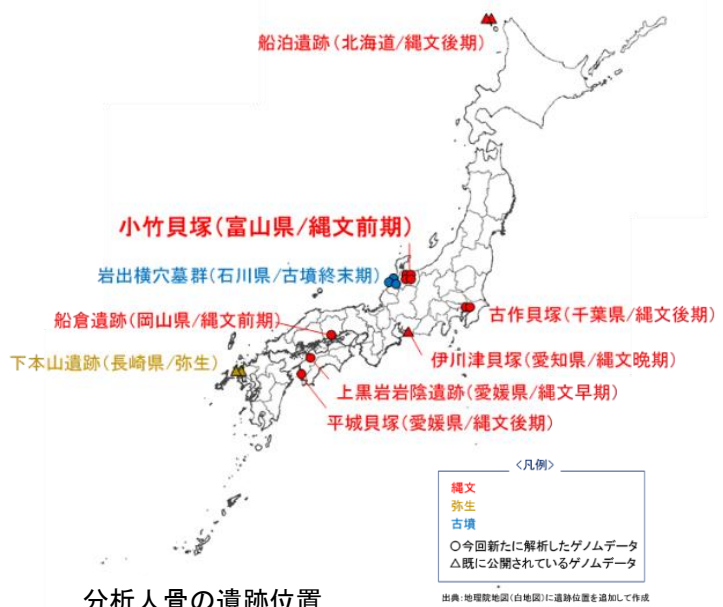 船泊遺跡(北海道/縄文後期)
小竹貝塚(富山県/縄文前期)
岩出横穴墓群(石川県/古墳終末期)
船倉遺跡(岡山県/縄文前期)
古作貝塚(千葉県/縄文後期)
下本山遺跡(長崎県/弥生)
伊川津貝塚(愛知県/縄文晩期)
上黒岩岩陰遺跡(愛媛県/縄文早期)
平城貝塚(愛媛県/縄文後期)
<凡例>
縄文
弥生
古墳
○今回新たに解析したゲノムデータ
△既に公開されているゲノムデータ
分析人骨の遺跡位置
出典:地理院地図(白地図)に遺跡位置を追加して作成